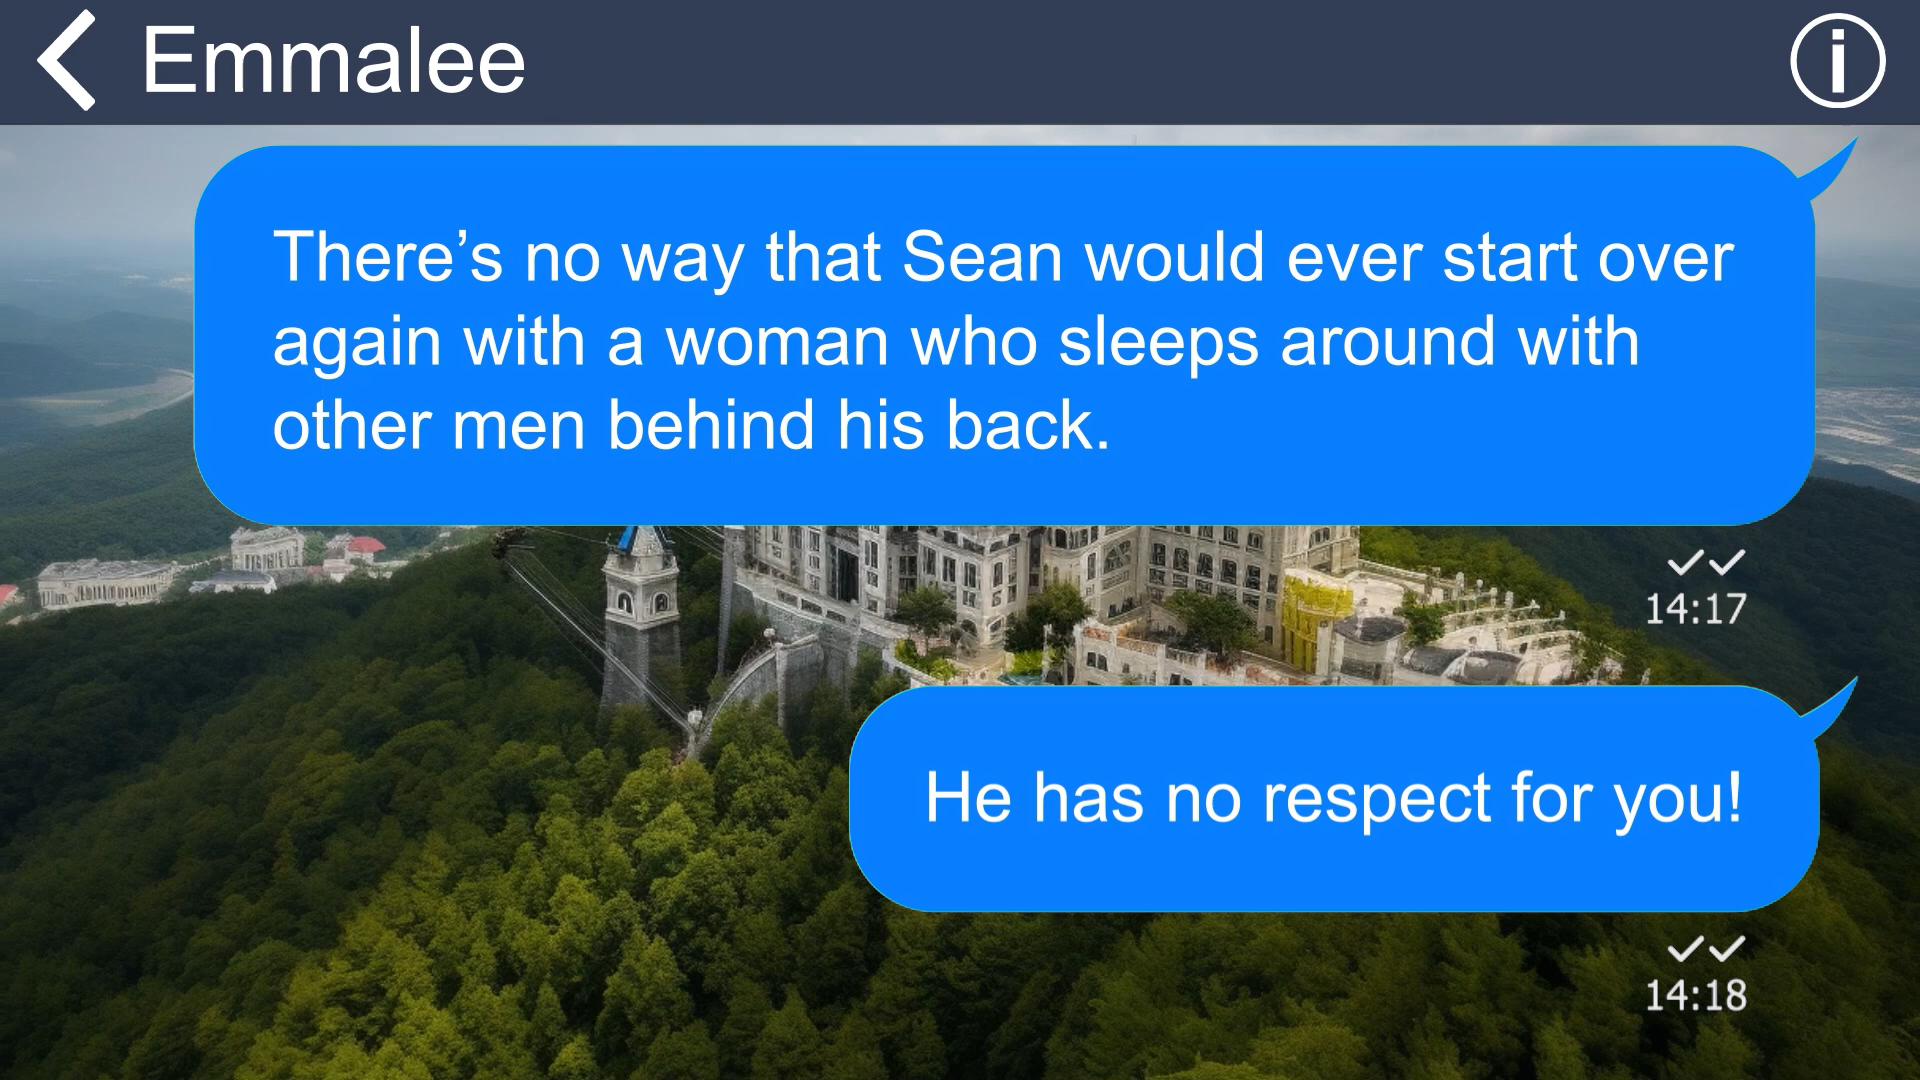 Emmalee
There’s no way that Sean would ever start over
again with a woman who sleeps around with
other men behind his back.
14:17
He has no respect for you!
14:18